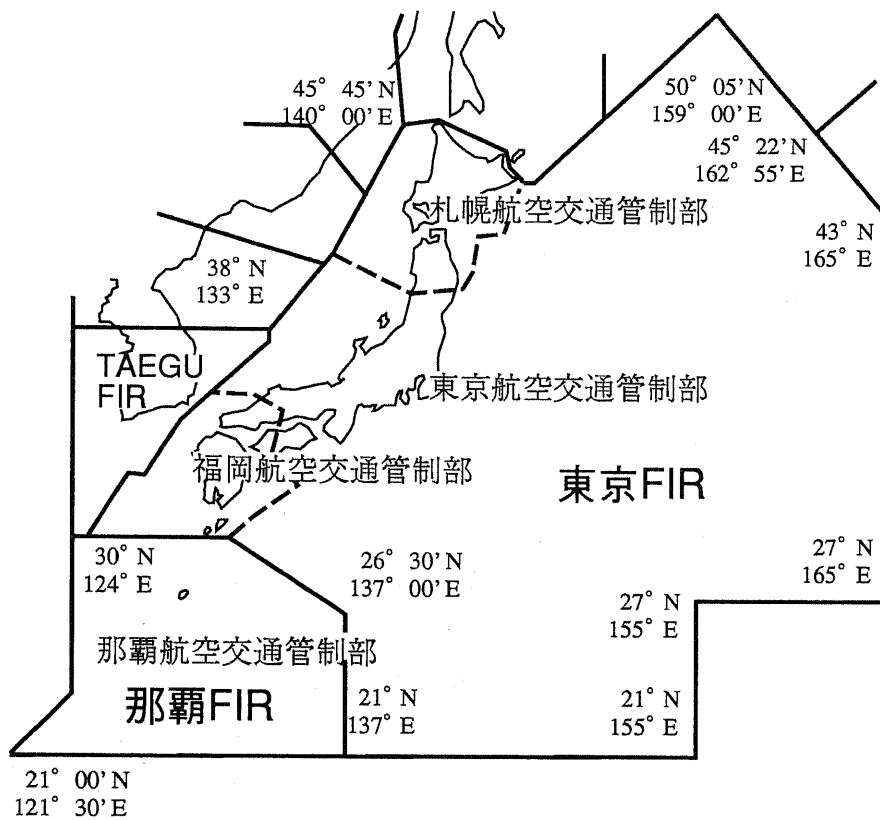 45° 45' N
140° 00' E
50° 05' N
159° 00' E
45° 22' N
162° 55' E
札幌航空交通管制部
43° N
165° E
38° N
133° E
TAEGU
FIR
東京航空交通管制部
福岡航空交通管制部
東京FIR
30° N
124° E
26° 30' N
137° 00' E
27° N
165° E
27° N
155° E
那覇航空交通管制部
那覇FIR
21° N
137° E
21° N
155° E
21° 00' N
121° 30' E